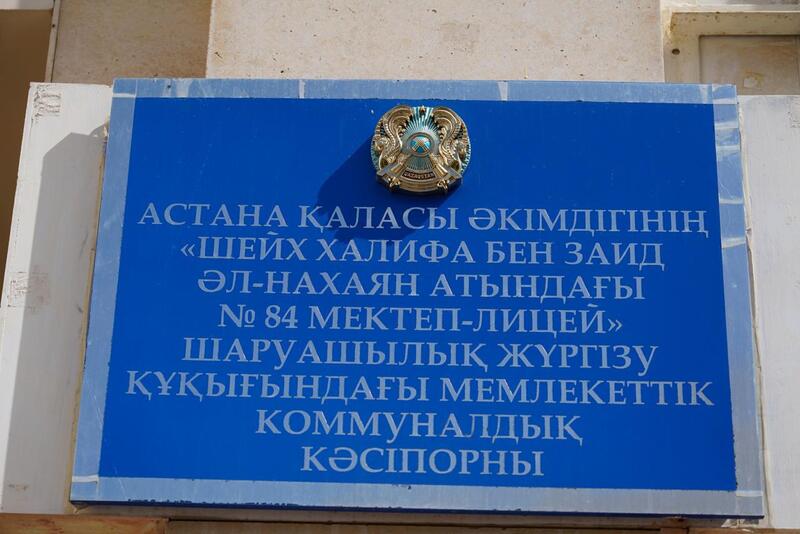 QAZAQSTAN
АСТАНА ҚАЛАСЫ ӘКІМДІГІНІҢ
«ШЕЙХ ХАЛИФА БЕН ЗАИД
ӘЛ-НАХАЯН АТЫНДАҒЫ
№ 84 МЕКТЕП-ЛИЦЕЙ»
ШАРУАШЫЛЫҚ ЖҮРГІЗУ
ҚҰҚЫҒЫНДАҒЫ МЕМЛЕКЕТТІК
КОММУНАЛДЫҚ
КӘСІПОРНЫ